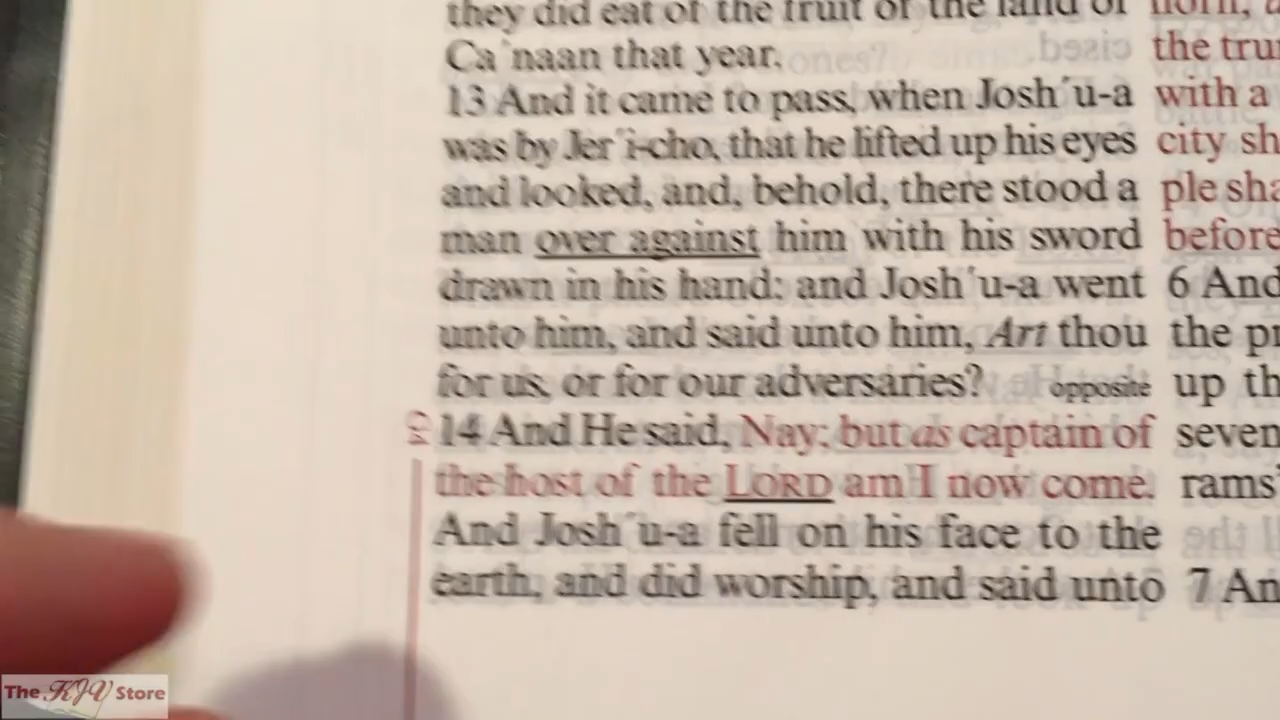 they did eat of the fruit of the land of
Ca´naan that year.
13 And it came to pass, when Josh´u-a
was by Jer´i-cho, that he lifted up his eyes
and looked, and, behold, there stood a
man over against him with his sword
drawn in his hand: and Josh´u-a went
unto him, and said unto him, Art thou
for us, or for our adversaries? opposite
14 And He said, Nay; but as captain of
the host of the LORD am I now come.
And Josh´u-a fell on his face to the
earth, and did worship, and said unto
the tru
with a
city sh
ple sha
before
6 And
the pr
up th
seven
rams'
7 An
The KJV Store